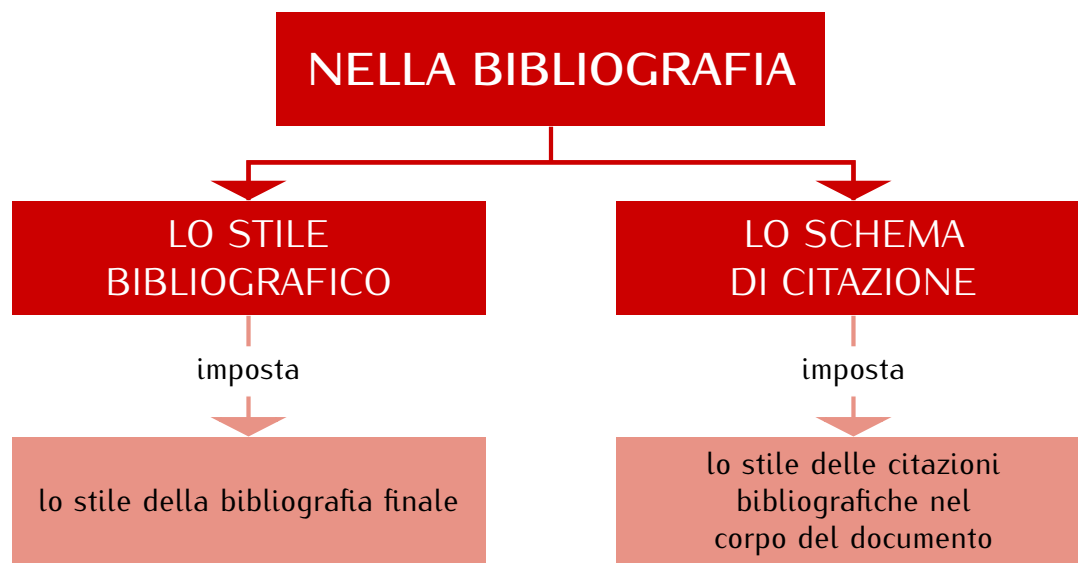 NELLA BIBLIOGRAFIA
LO STILE
BIBLIOGRAFICO
imposta
lo stile della bibliografia finale
LO SCHEMA
DI CITAZIONE
imposta
lo stile delle citazioni
bibliografiche nel
corpo del documento